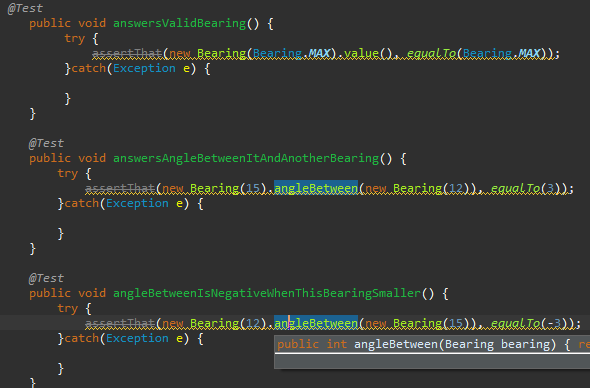 @Test
public void answersValidBearing() {
try {
assertThat(new Bearing(Bearing.MAX).value(), equalTo(Bearing.MAX));
}catch(Exception e) {
}
}
@Test
public void answersAngleBetweenItAndAnotherBearing() {
try {
assertThat(new Bearing(15).angleBetween(new Bearing(12)), equalTo(3));
}catch(Exception e) {
}
}
@Test
public void angleBetweenIsNegativeWhenThisBearingSmaller() {
try {
assertThat(new Bearing(12).angleBetween(new Bearing(15)), equalTo(-3));
}catch(Exception e) {
public int angleBetween(Bearing bearing) { re
}
}